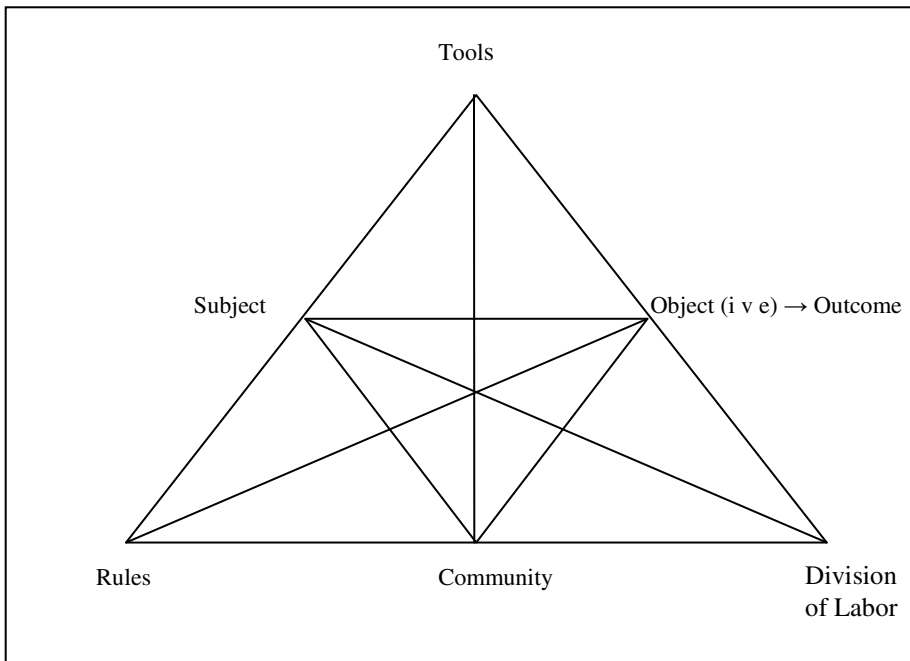 Tools
Subject
Object (i v e) → Outcome
Rules
Community
Division
of Labor